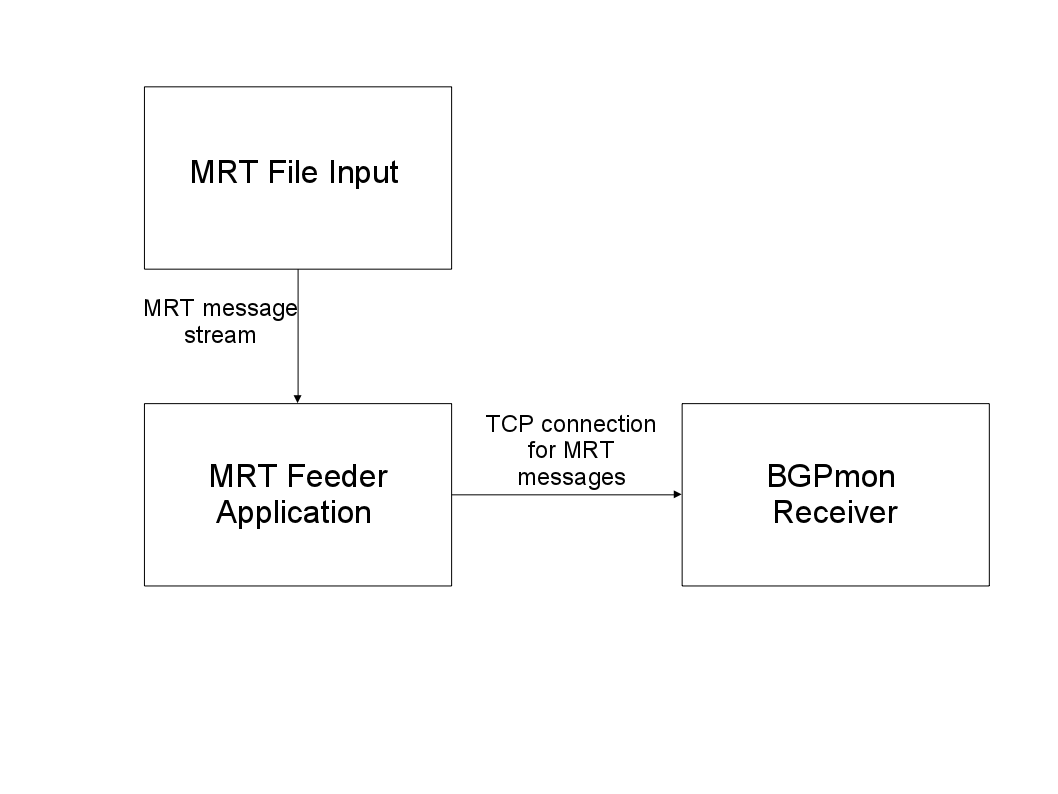 MRT File Input
MRT message
stream
MRT Feeder
Application
TCP connection
for MRT
messages
BGPmon
Receiver